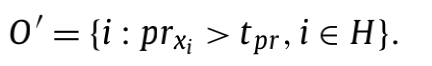 O′ = {i : pr_{x_i} > t_{pr}, i ∈ H}.